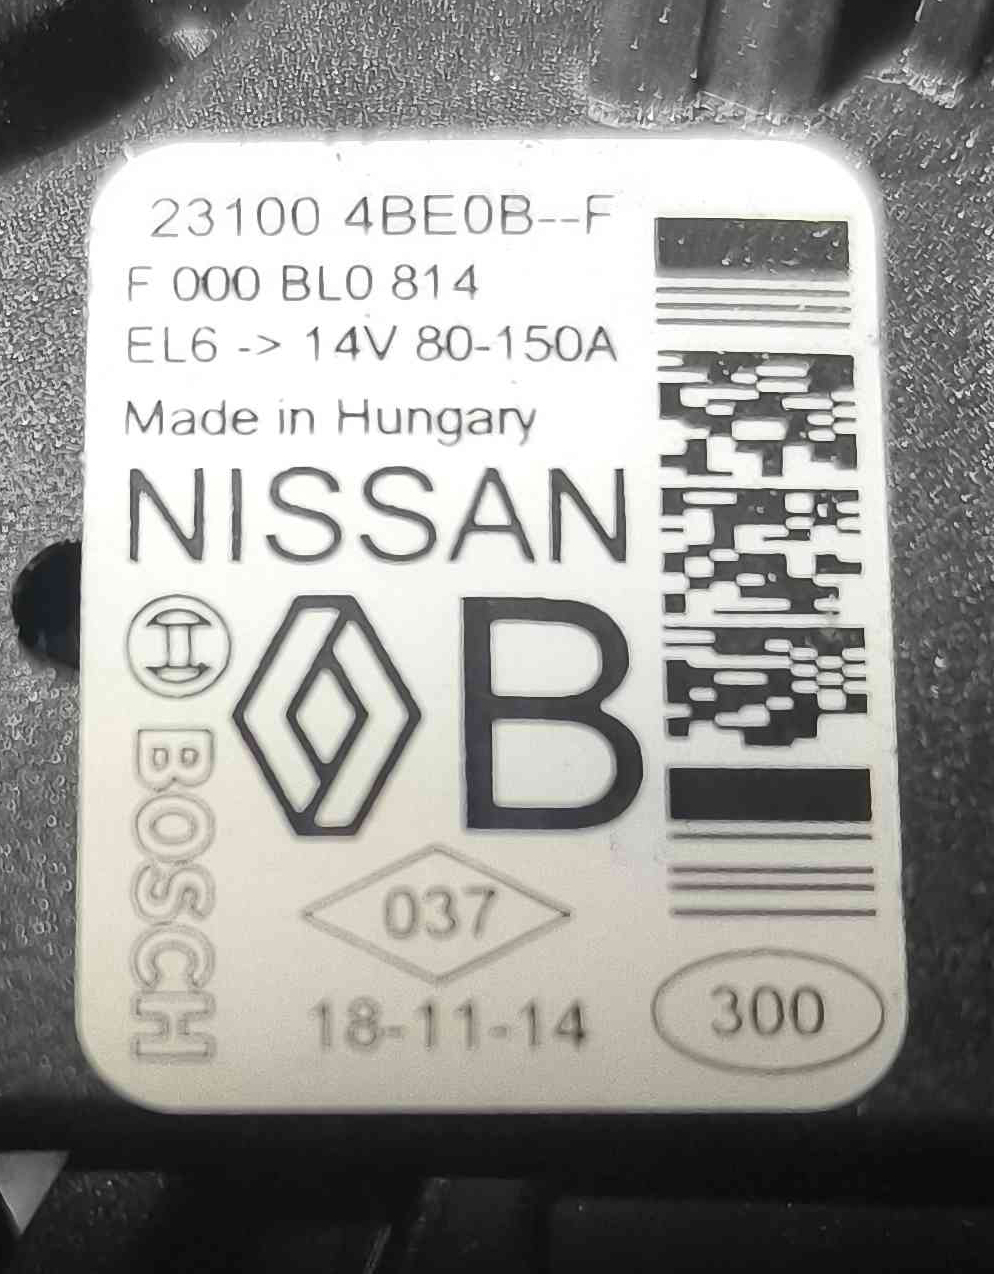 23100 4BE0B--F
F 000 BL0 814
EL6 -> 14V 80-150A
Made in Hungary
NISSAN
B
BOSCH
037
18-11-14
300